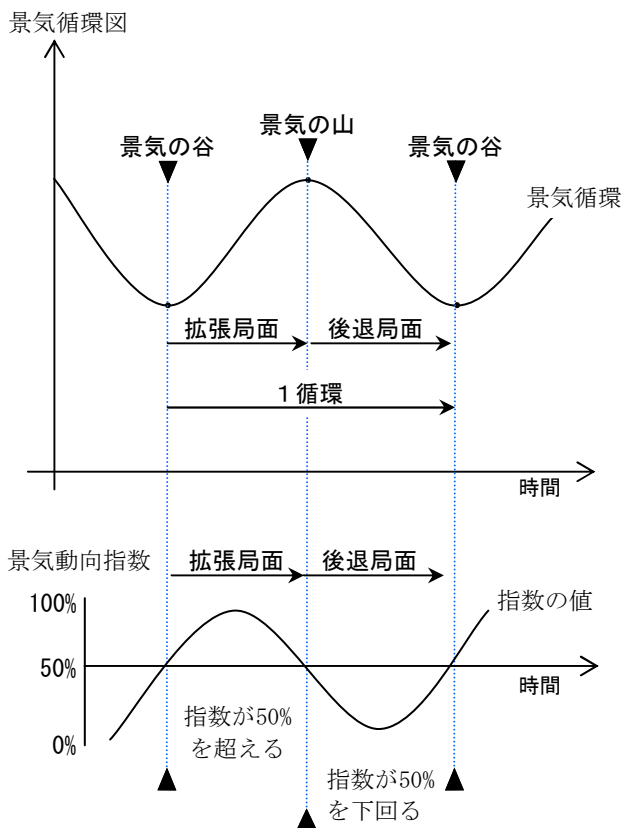 景気循環図
景気の谷
景気の山
景気の谷
景気循環
拡張局面
後退局面
1循環
時間
景気動向指数
拡張局面
後退局面
指数の値
100%
50%
0%
時間
指数が50%
を超える
指数が50%
を下回る